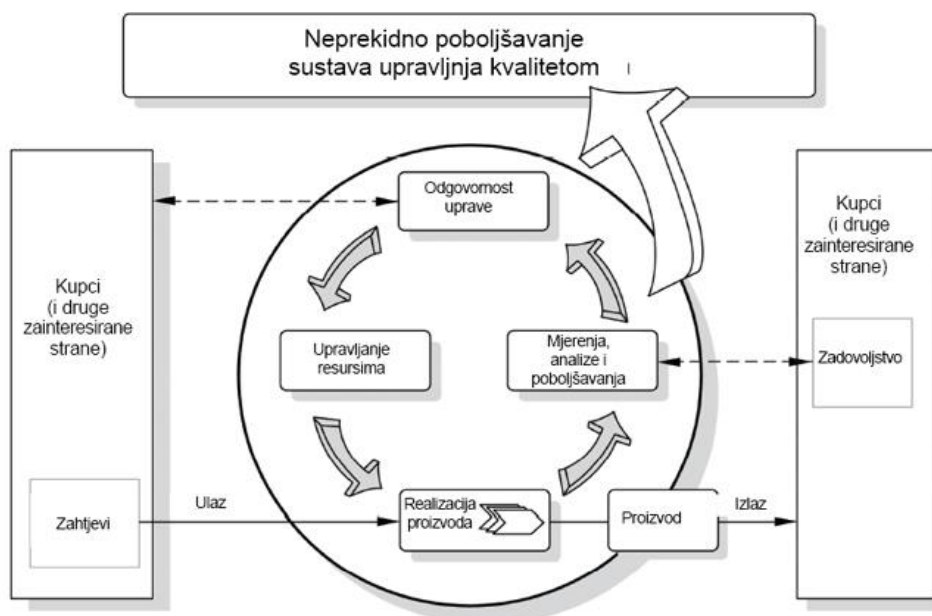 Neprekidno poboljšavanje
sustava upravljnja kvalitetom
Kupci
(i druge
zainteresirane
strane)
Zahtjevi
Ulaz
Odgovornost
uprave
Upravljanje
resursima
Mjerenja,
analize i
poboljšavanja
Realizacija
proizvoda
Proizvod
Izlaz
Kupci
(i druge
zainteresirane
strane)
Zadovoljstvo